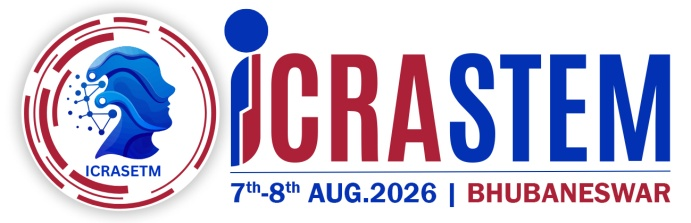 ICRASETM
iCRASTEM
7th-8th AUG.2026 | BHUBANESWAR